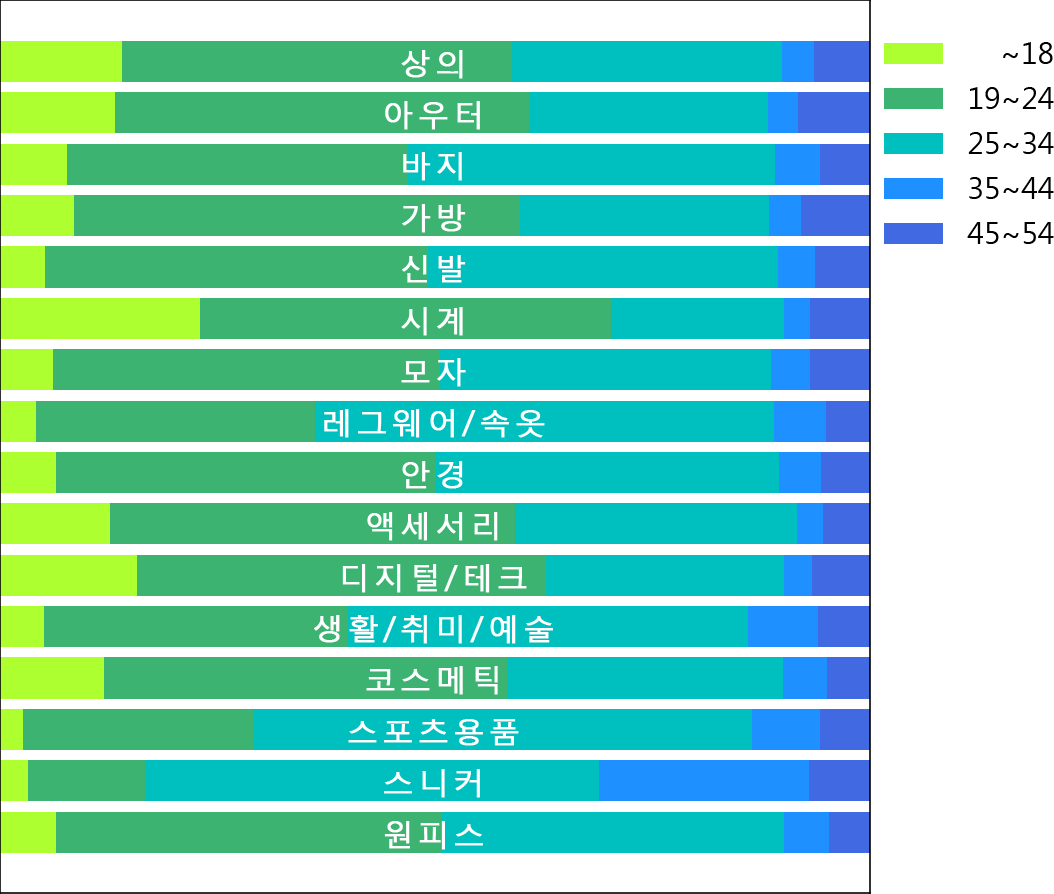 상의
아우터
바지
가방
신발
시계
모자
레그웨어/속옷
안경
액세서리
디지털/테크
생활/취미/예술
코스메틱
스포츠용품
스니커
원피스
~18
19~24
25~34
35~44
45~54